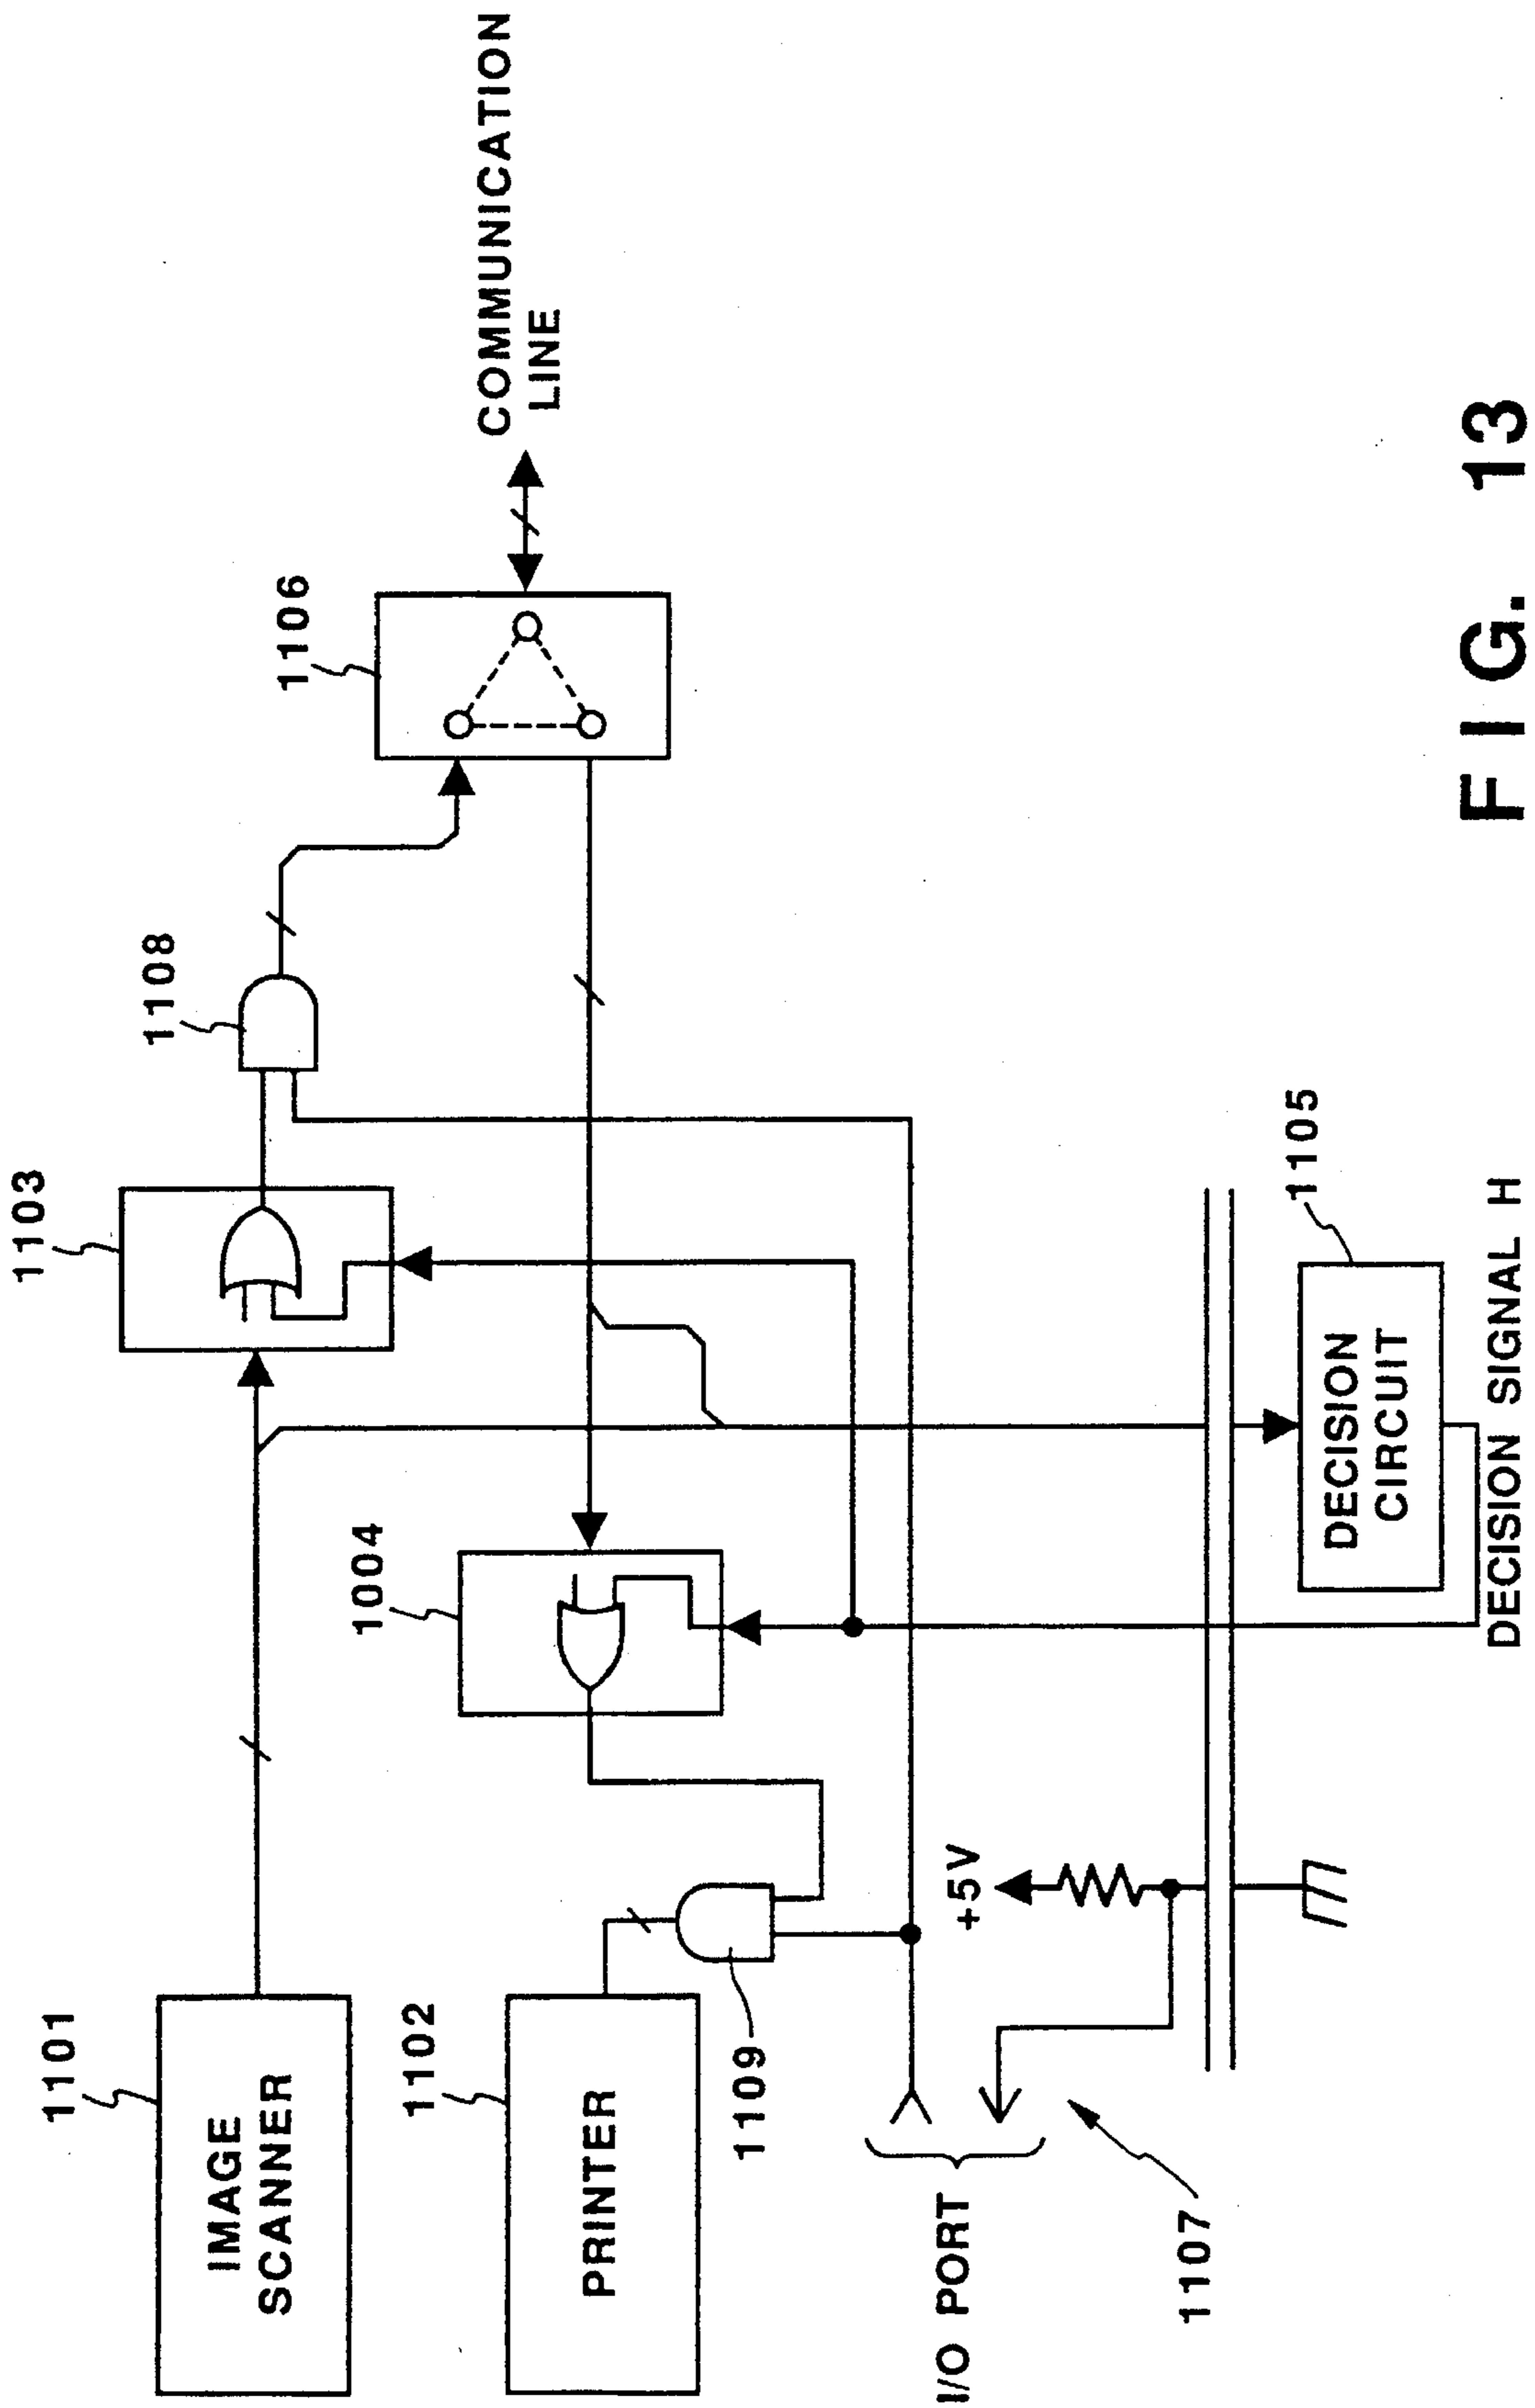 1101
IMAGE
SCANNER
1102
PRINTER
1103
1108
1106
COMMUNICATION
LINE
1004
1109
+5V
I/O PORT
1107
1105
DECISION
CIRCUIT
DECISION SIGNAL H
FIG. 13